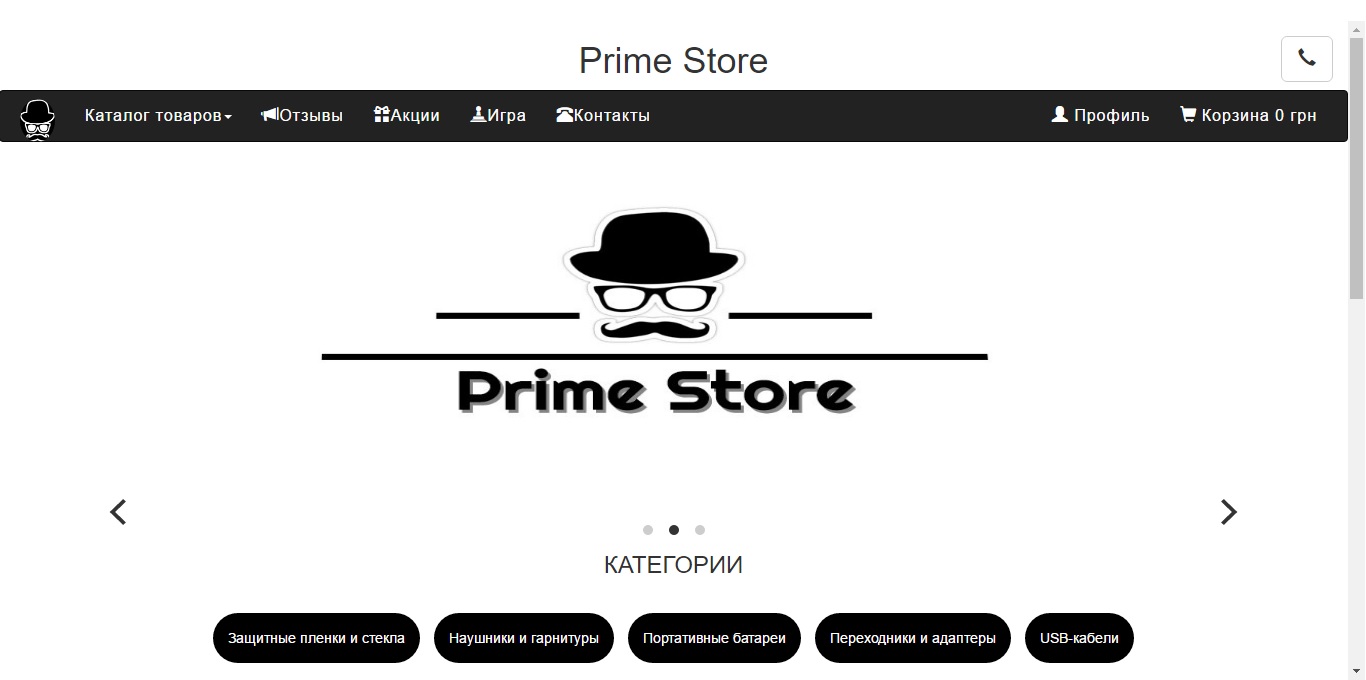 Prime Store
Каталог товаров Отзывы Акции Игра Контакты Профиль Корзина 0 грн
Prime Store
КАТЕГОРИИ
Защитные пленки и стекла Наушники и гарнитуры Портативные батареи Переходники и адаптеры USB-кабели